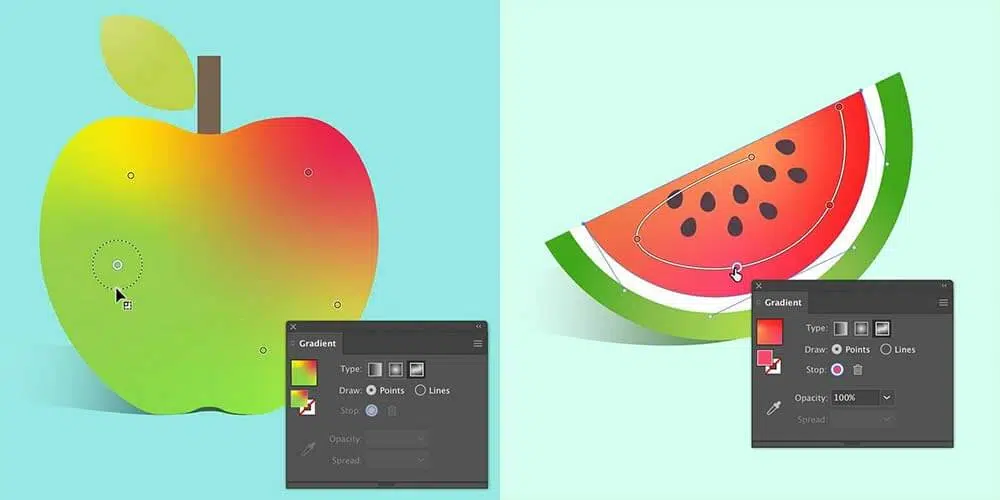 Gradient
Type:
Draw: Points Lines
Stop:
Opacity:
Spread:
Gradient
Type:
Draw: Points Lines
Stop:
Opacity: 100%
Spread: